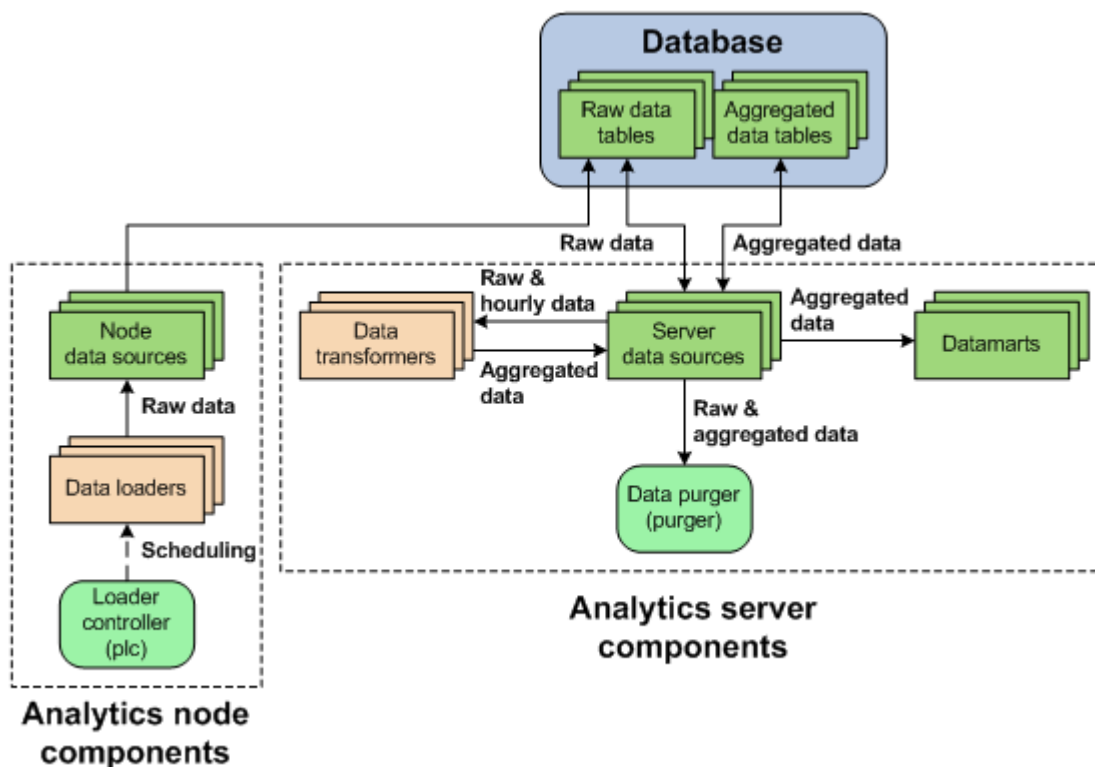 Database
Raw data
tables
Aggregated
data tables
Raw data
Aggregated data
Node
data sources
Raw data
Data loaders
Scheduling
Loader
controller
(plc)
Analytics node
components
Raw &
hourly data
Data
transformers
Aggregated
data
Server
data sources
Aggregated
data
Datamarts
Raw &
aggregated data
Data purger
(purger)
Analytics server
components